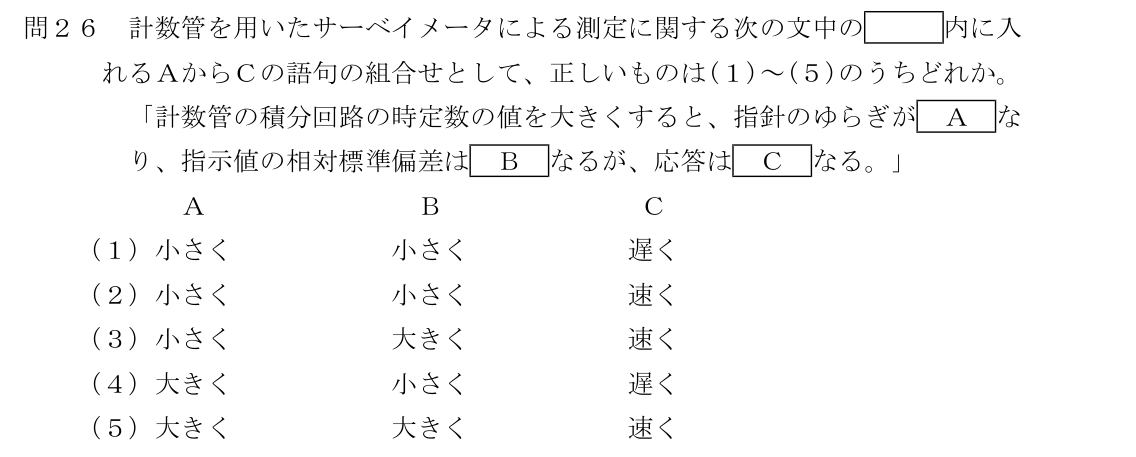 問２６　計数管を用いたサーベイメータによる測定に関する次の文中の　　　内に入
れるＡからＣの語句の組合せとして、正しいものは(１)～(５)のうちどれか。
「計数管の積分回路の時定数の値を大きくすると、指針のゆらぎが　Ａ　な
り、指示値の相対標準偏差は　Ｂ　なるが、応答は　Ｃ　なる。」
Ａ　Ｂ　Ｃ
（１）小さく　小さく　遅く
（２）小さく　小さく　速く
（３）小さく　大きく　速く
（４）大きく　小さく　遅く
（５）大きく　大きく　速く